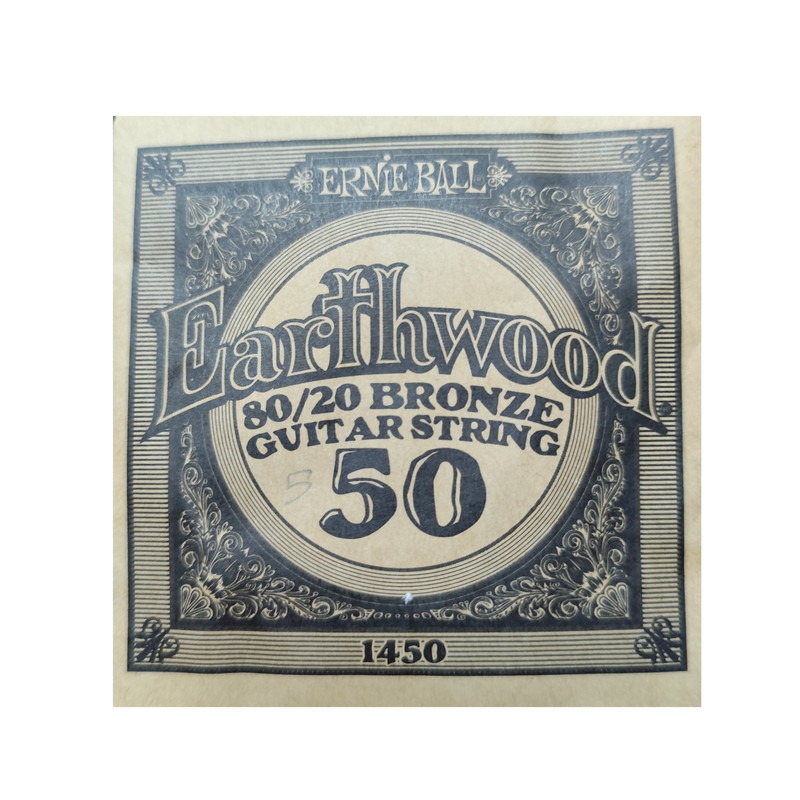 ERNIE BALL
Earthwood
80/20 BRONZE
GUITAR STRING
5 50
1450